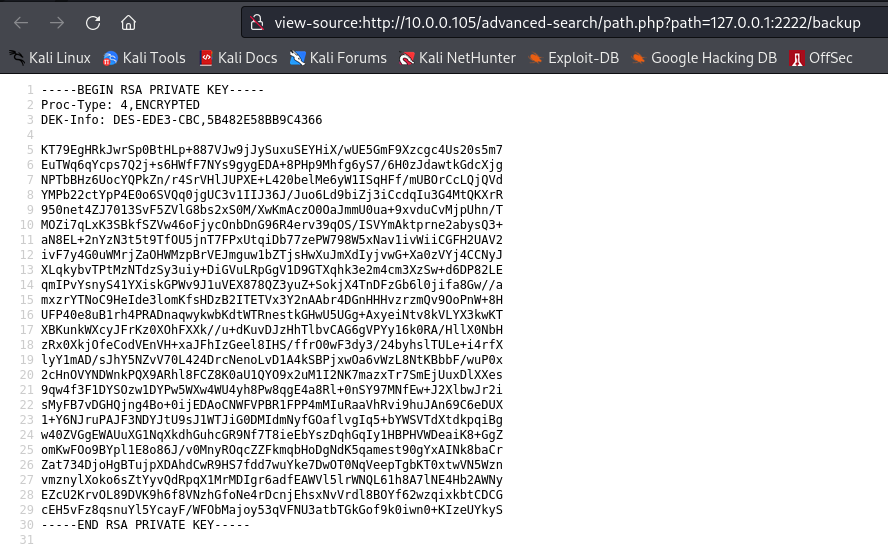 view-source:http://10.0.0.105/advanced-search/path.php?path=127.0.0.1:2222/backup
Kali Linux Kali Tools Kali Docs Kali Forums Kali NetHunter Exploit-DB Google Hacking DB OffSec
1 -----BEGIN RSA PRIVATE KEY-----
2 Proc-Type: 4,ENCRYPTED
3 DEK-Info: DES-EDE3-CBC,5B482E58BB9C4366
4
5 KT79EgHRkJwrSp0BtHLp+887VJw9jJySuxuSEYHiX/wUE5GmF9Xzcgc4Us20s5m7
6 EuTWq6qYcps7Q2j+s6HWfF7NYs9gygEDA+8PHp9Mhfg6yS7/6H0zJdawtkGdcXjg
7 NPTbBHz6UocYQPkZn/r4SrVHlJUPXE+L420belMe6yW1ISqHFf/mUBOrCcLQjQVd
8 YMPb22ctYpP4E0o6SVQq0jgUC3v1IIJ36J/Juo6Ld9biZj3iCcdqIu3G4MtQKXrR
9 950net4ZJ7013SvF5ZVlG8bs2xS0M/XwKmAczO0OaJmmU0ua+9xvduCvMjpUhn/T
10 MOZi7qLxK3SBkfSZVw46oFjycOnbDnG96R4erv39qOS/ISVYmAktprne2abysQ3+
11 aN8EL+2nYzN3t5t9TfOU5jnT7FPxUtqiDb77zePW798W5xNav1ivWiiCGFH2UAV2
12 ivF7y4G0uWMrjZaOHWMzpBrVEJmguw1bZTjsHwXuJmXdIyjvwG+Xa0zVYj4CCNyJ
13 XLqkybvTPtMzNTdzSy3uiy+DiGVuLRpGgV1D9GTXqhk3e2m4cm3XzSw+d6DP82LE
14 qmIPvYsnyS41YXiskGPWv9J1uVEX878QZ3yuZ+SokjX4TnDFzGb6l0jifa8Gw//a
15 mxzrYTNoC9HeIde3lomKfsHDzB2ITETVx3Y2nAAbr4DGnHHHvzrzmQv9OoPnW+8H
16 UFP40e8uB1rh4PRADnaqwykwbKdtWTRnestkGHwU5UGg+AxyeiNtv8kVLYX3kwKT
17 XBKunkWXcyJFrKz0XOhFXXk//u+dKuvDJzHhTlbvCAG6gVPYy16k0RA/HllX0NbH
18 zRx0XkjOfeCodVEnVH+xaJFhIzGeel8IHS/ffrO0wF3dy3/24byhslTULe+i4rfX
19 lyY1mAD/sJhY5NZvV70L424DrcNenoLvD1A4kSBPjxwOa6vWzL8NtKBbbF/wuP0x
20 2cHnOVYNDWnkPQX9ARhl8FCZ8K0aU1QYO9x2uM1I2NK7mazxTr7SmEjUuxDlXXes
21 9qw4f3F1DYSOzw1DYPw5WXw4WU4yh8Pw8qgE4a8Rl+0nSY97MNfEw+J2XlbwJr2i
22 sMyFB7vDGHQjng4Bo+0ijEDAoCNWFVPBR1FPP4mMIuRaaVhRvi9huJAn69C6eDUX
23 1+Y6NJruPAJF3NDYJtU9sJ1WTJiG0DMIdmNyfGOaflvgIq5+bYWSVTdXtdkpqiBg
24 w40ZVGgEWAUuXG1NqXkdhGuhcGR9Nf7T8ieEbYszDqhGqIy1HBPHVWDeaiK8+GgZ
25 omKwFOo9BYpl1E8o86J/v0MnyROqcZZFkmqbHoDgNdK5qamest90gYxAINk8baCr
26 Zat734DjoHgBTujpXDAhdCwR9HS7fdd7wuYke7DwOT0NqVeepTgbKT0xtwVN5Wzn
27 vmznylXoko6sZtYyvQdRpqX1MrMDIgr6adfEAWVl5lrWNQL61h8A7lNE4Hb2AWNy
28 EZcU2KrvOL89DVK9h6f8VNzhGfoNe4rDcnjEhsxNvVrdl8BOYf62wzqixkbtCDCG
29 cEH5vFz8qsnuYl5YcayF/WFObMajoy53qVFNU3atbTGkGof9k0iwn0+KIzeUYkyS
30 -----END RSA PRIVATE KEY-----
31